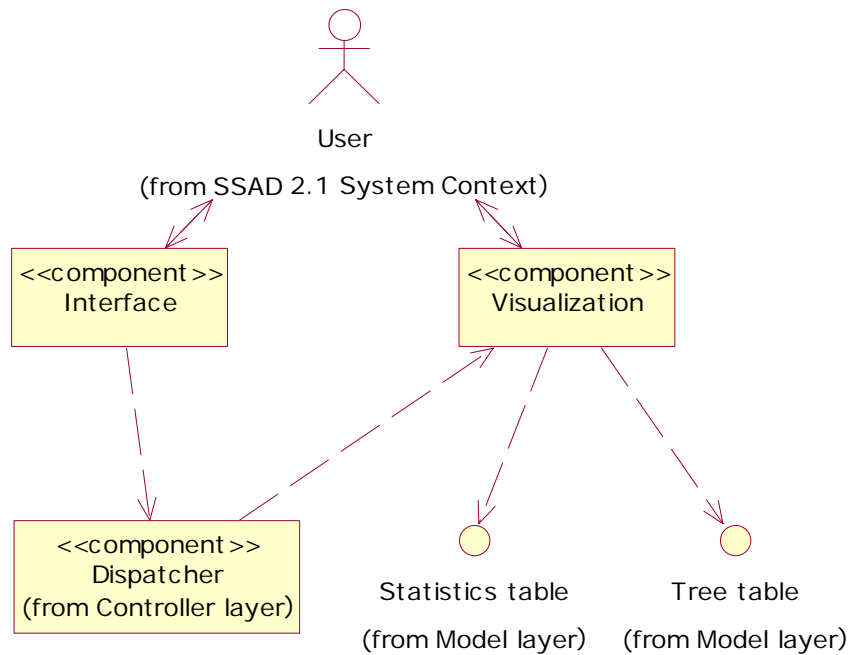 User
(from SSAD 2.1 System Context)
<<component>>
Interface
<<component>>
Visualization
<<component>>
Dispatcher
(from Controller layer)
Statistics table
(from Model layer)
Tree table
(from Model layer)